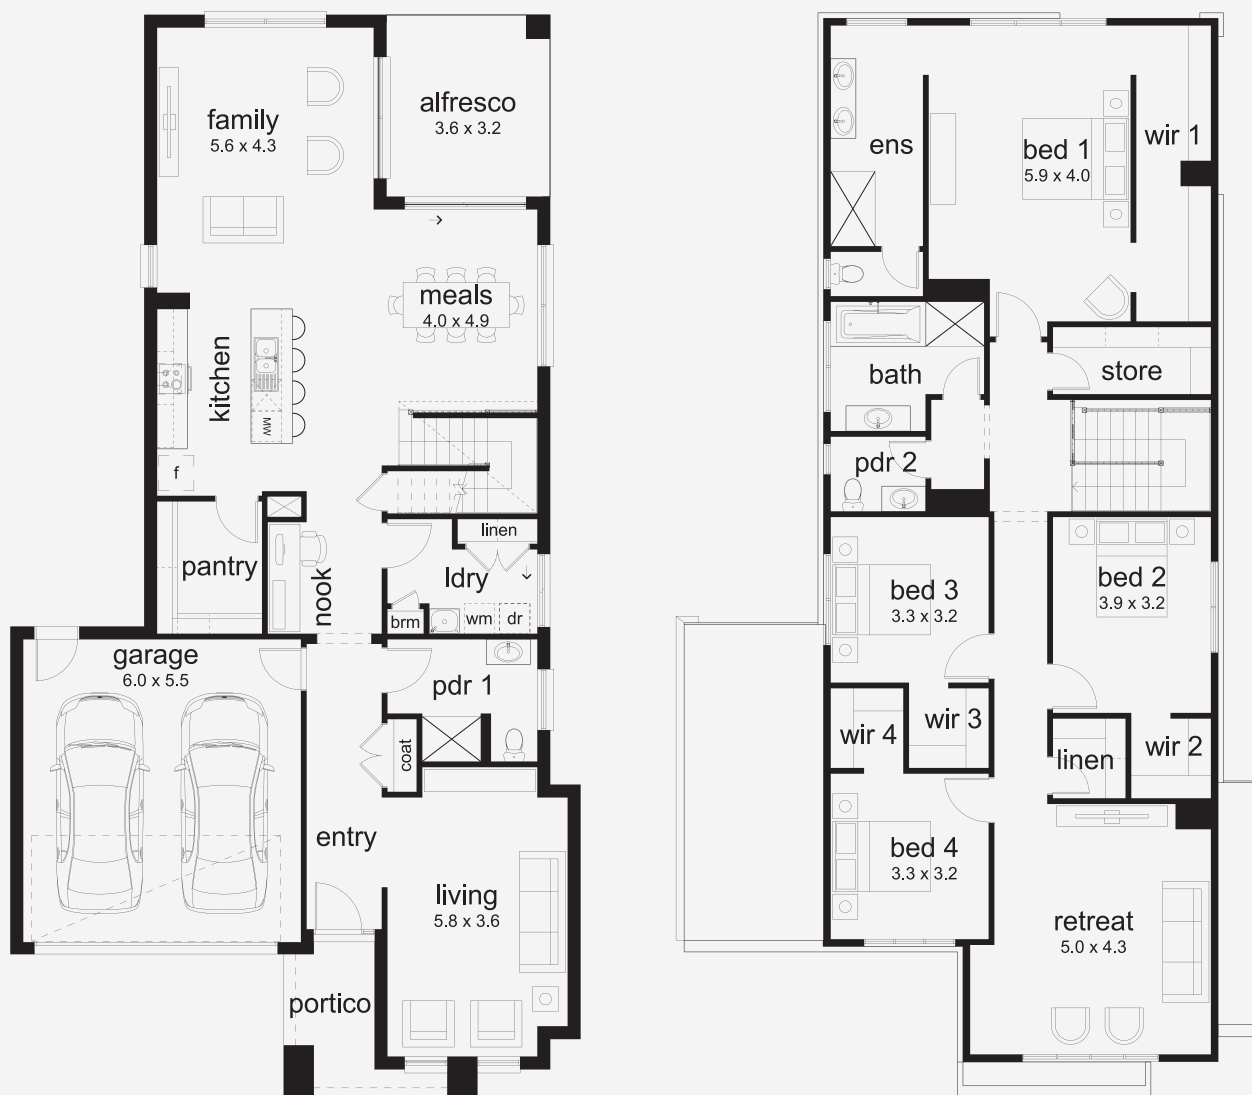 family
5.6 x 4.3
alfresco
3.6 x 3.2
meals
4.0 x 4.9
kitchen
MW
f
pantry
nook
linen
ldry
brm
wm
dr
garage
6.0 x 5.5
pdr 1
coat
entry
living
5.8 x 3.6
portico
ens
bed 1
5.9 x 4.0
wir 1
bath
store
pdr 2
bed 3
3.3 x 3.2
bed 2
3.9 x 3.2
wir 4
wir 3
linen
wir 2
bed 4
3.3 x 3.2
retreat
5.0 x 4.3